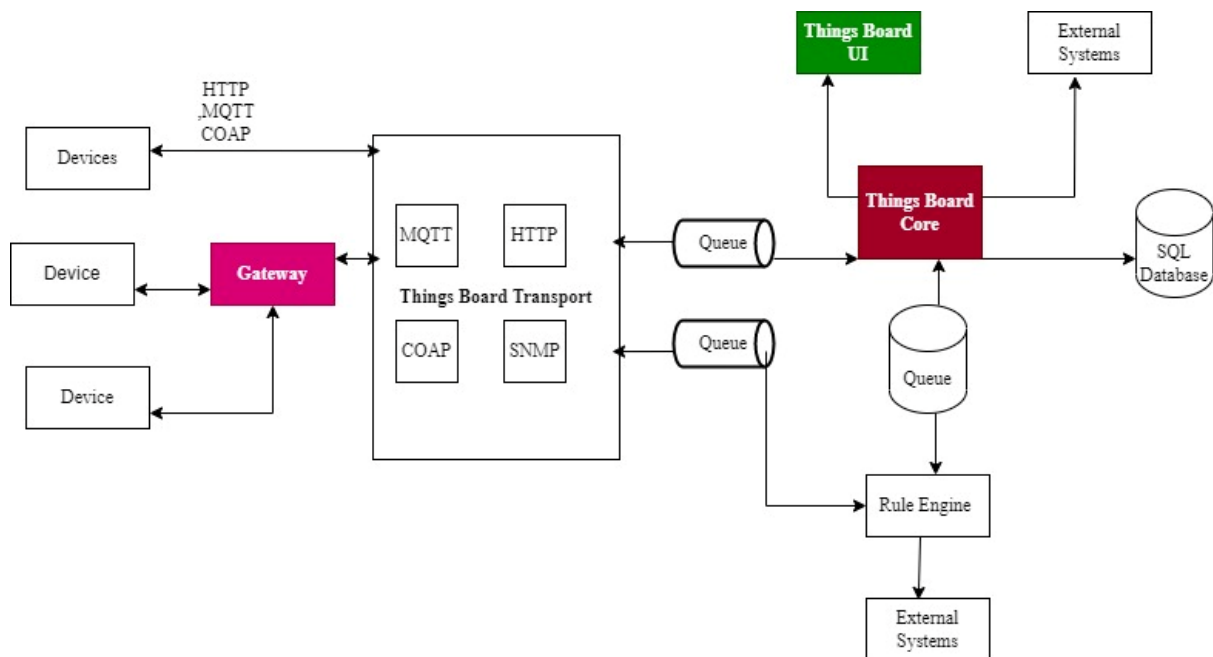 Things Board
UI
External
Systems
HTTP
,MQTT
COAP
Devices
Things Board
Core
MQTT
HTTP
Queue
SQL
Database
Device
Gateway
Things Board Transport
COAP
SNMP
Queue
Queue
Device
Rule Engine
External
Systems